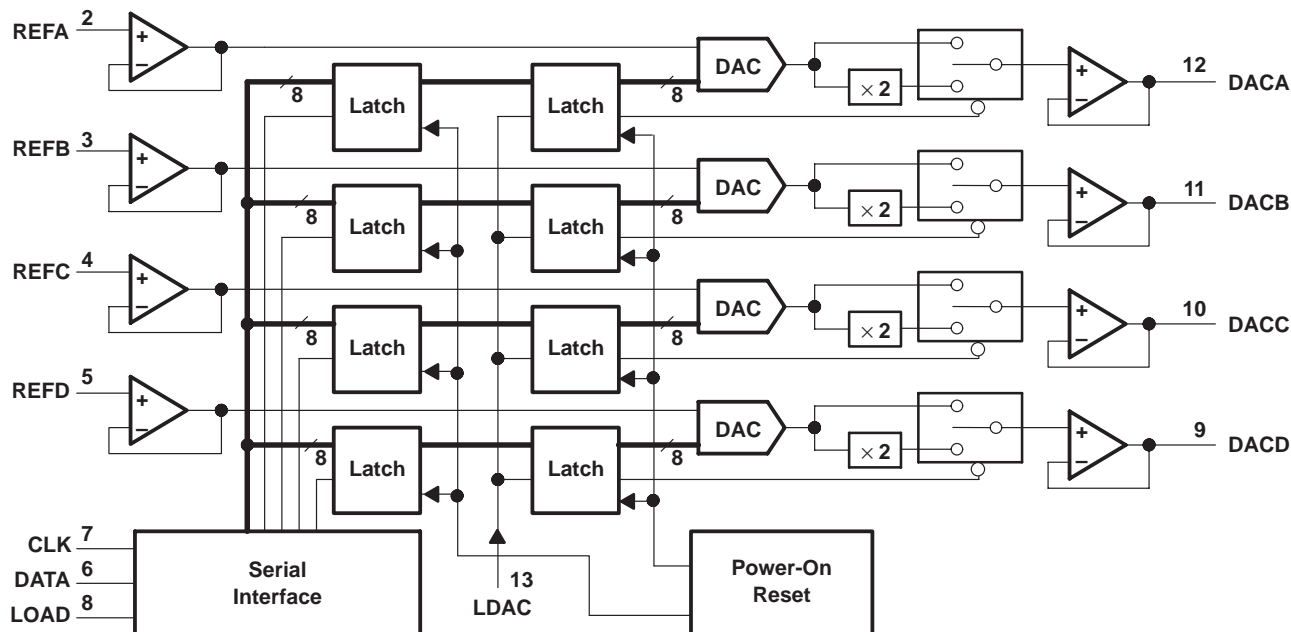 REFA 2 + − 8 Latch Latch 8 DAC × 2 + − 12 DACA
REFB 3 + − 8 Latch Latch 8 DAC × 2 + − 11 DACB
REFC 4 + − 8 Latch Latch 8 DAC × 2 + − 10 DACC
REFD 5 + − 8 Latch Latch 8 DAC × 2 + − 9 DACD
CLK 7
DATA 6
LOAD 8
Serial
Interface
13
LDAC
Power-On
Reset